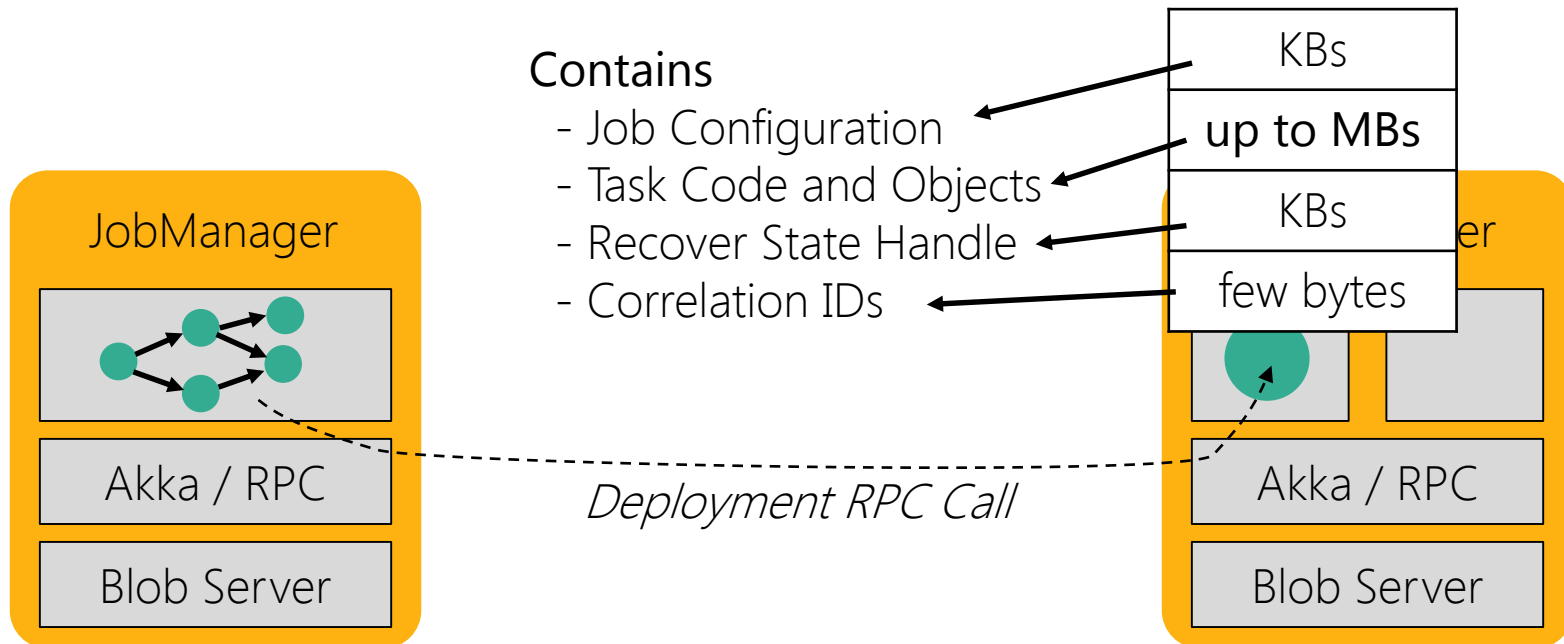 Contains
- Job Configuration
- Task Code and Objects
- Recover State Handle
- Correlation IDs
KBs
up to MBs
KBs
few bytes
JobManager
Akka / RPC
Blob Server
Deployment RPC Call
er
Akka / RPC
Blob Server